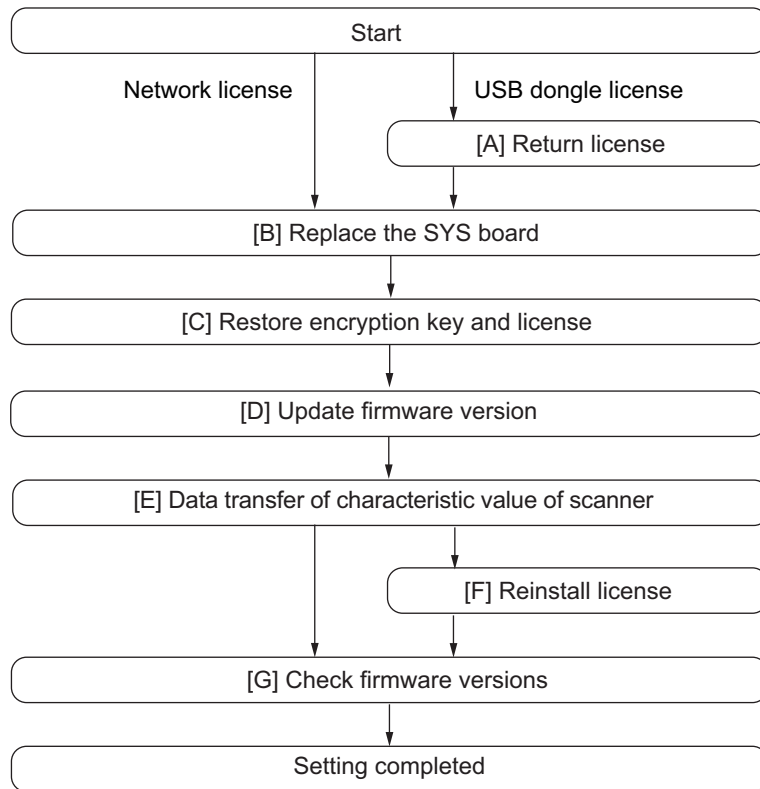 Start
Network license
USB dongle license
[A] Return license
[B] Replace the SYS board
[C] Restore encryption key and license
[D] Update firmware version
[E] Data transfer of characteristic value of scanner
[F] Reinstall license
[G] Check firmware versions
Setting completed